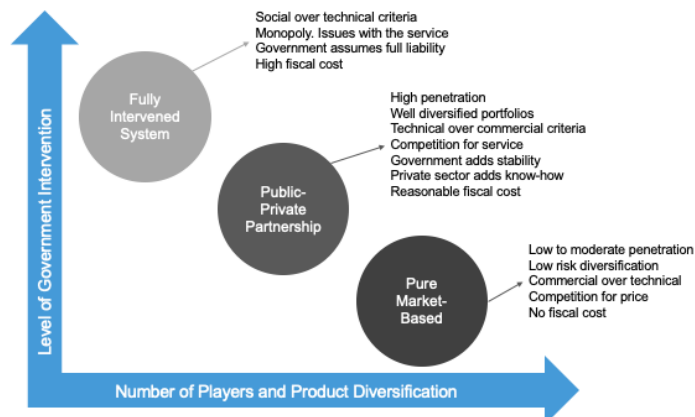 Social over technical criteria
Monopoly. Issues with the service
Government assumes full liability
High fiscal cost
Fully
Intervened
System
High penetration
Well diversified portfolios
Technical over commercial criteria
Competition for service
Government adds stability
Private sector adds know-how
Reasonable fiscal cost
Public-
Private
Partnership
Low to moderate penetration
Low risk diversification
Commercial over technical
Competition for price
No fiscal cost
Pure
Market-
Based
Level of Government Intervention
Number of Players and Product Diversification